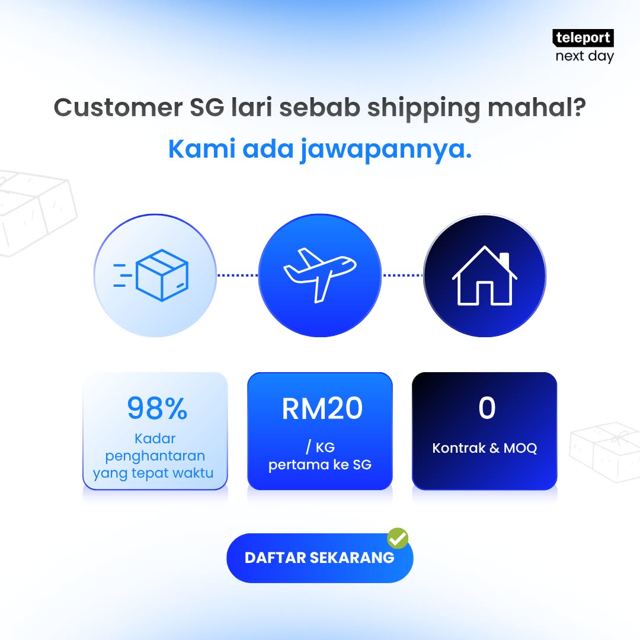 teleport
next day
Customer SG lari sebab shipping mahal?
Kami ada jawapannya.
98%
Kadar
penghantaran
yang tepat waktu
RM20
/ KG
pertama ke SG
0
Kontrak & MOQ
DAFTAR SEKARANG